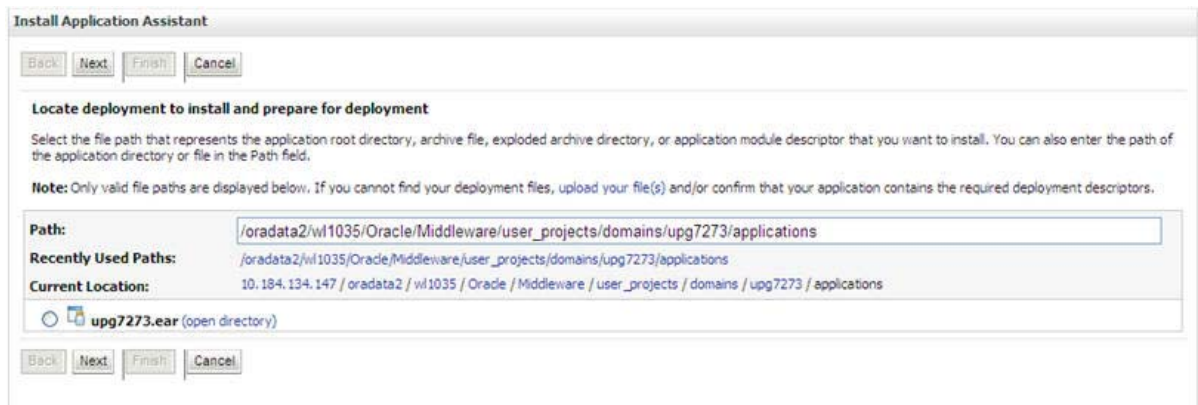 Install Application Assistant
Back Next Finish Cancel
Locate deployment to install and prepare for deployment
Select the file path that represents the application root directory, archive file, exploded archive directory, or application module descriptor that you want to install. You can also enter the path of
the application directory or file in the Path field.
Note: Only valid file paths are displayed below. If you cannot find your deployment files, upload your file(s) and/or confirm that your application contains the required deployment descriptors.
Path: /oradata2/wl1035/Oracle/Middleware/user_projects/domains/upg7273/applications
Recently Used Paths: /oradata2/wl1035/Oracle/Middleware/user_projects/domains/upg7273/applications
Current Location: 10.184.134.147 / oradata2 / wl1035 / Oracle / Middleware / user_projects / domains / upg7273 / applications
upg7273.ear (open directory)
Back Next Finish Cancel